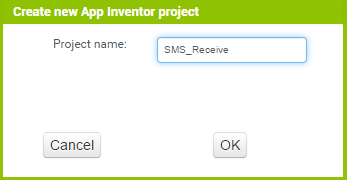 Create new App Inventor project
Project name: SMS_Receive
Cancel OK